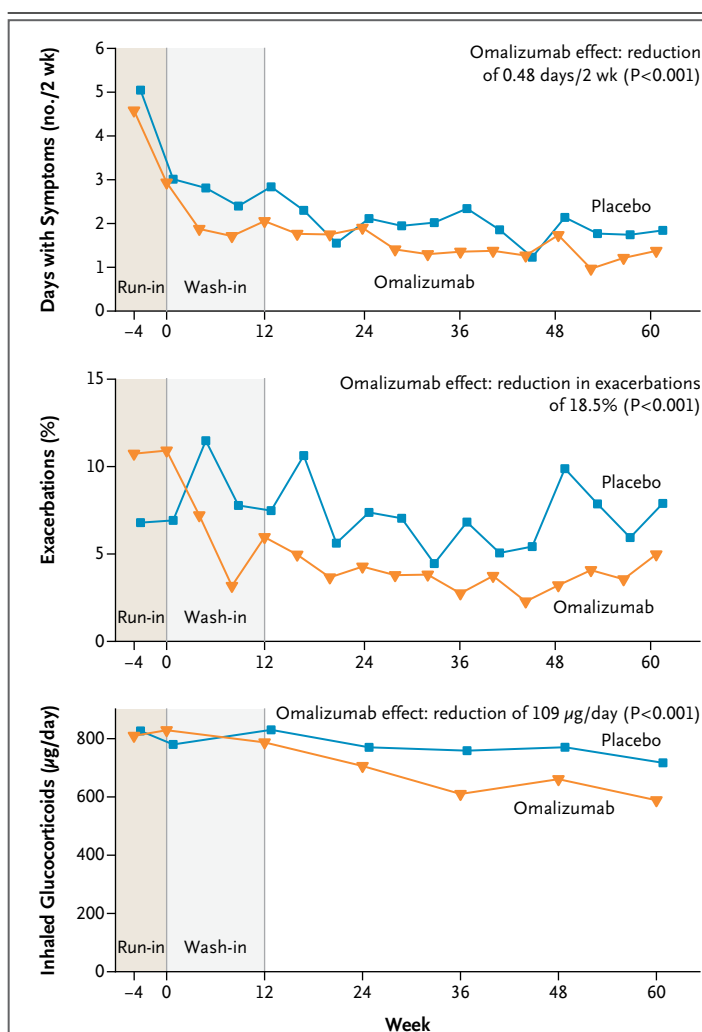 Days with Symptoms (no./2 wk)
6
5
4
3
2
1
0
Omalizumab effect: reduction
of 0.48 days/2 wk (P<0.001)
Placebo
Omalizumab
Run-in
Wash-in
−4 0 12 24 36 48 60
Exacerbations (%)
15
10
5
0
Omalizumab effect: reduction in exacerbations
of 18.5% (P<0.001)
Placebo
Omalizumab
Run-in
Wash-in
−4 0 12 24 36 48 60
Inhaled Glucocorticoids (μg/day)
800
600
400
200
0
Omalizumab effect: reduction of 109 μg/day (P<0.001)
Placebo
Omalizumab
Run-in
Wash-in
−4 0 12 24 36 48 60
Week